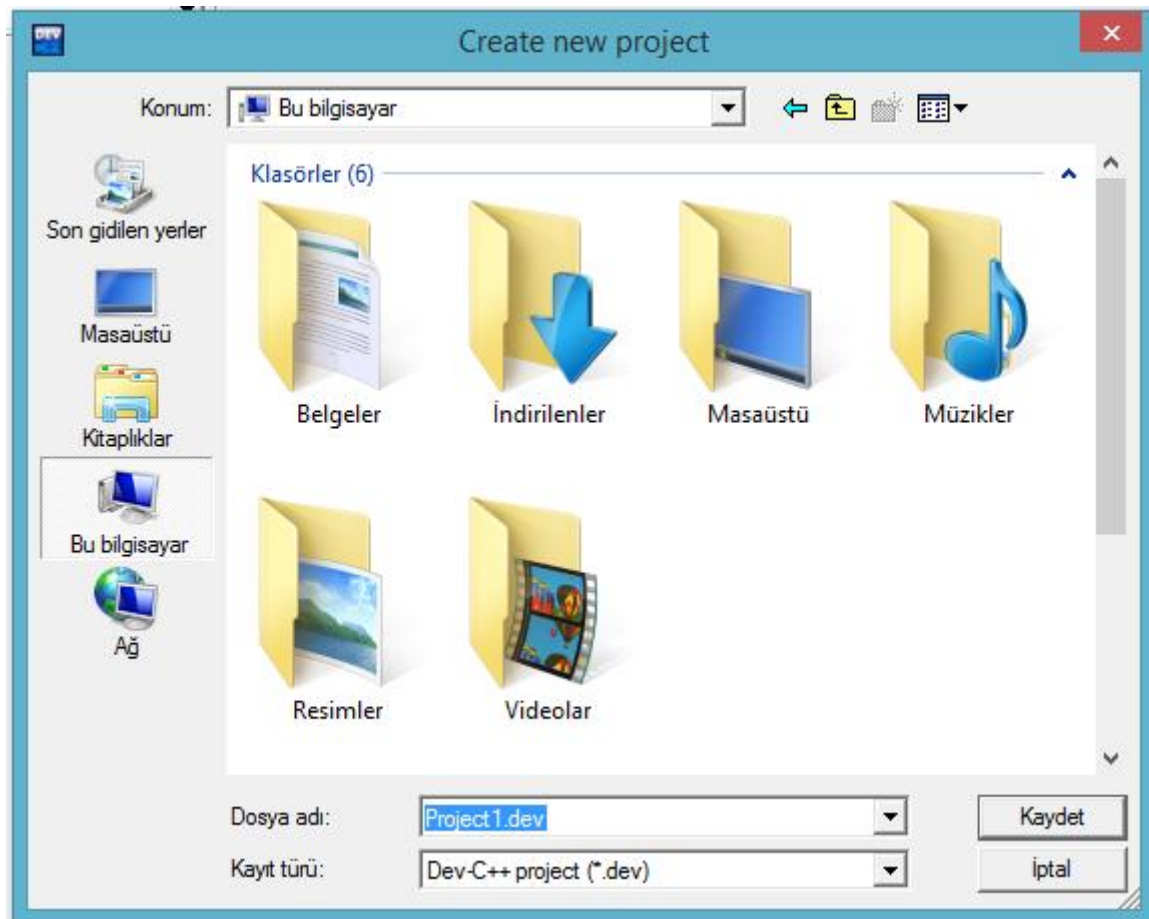 DEV
Create new project
Konum:
Bu bilgisayar
Klasörler (6)
Son gidilen yerler
Masaüstü
Kitaplıklar
Bu bilgisayar
Ağ
Belgeler
İndirilenler
Masaüstü
Müzikler
Resimler
Videolar
Dosya adı:
Project1.dev
Kaydet
Kayıt türü:
Dev-C++ project (*.dev)
İptal